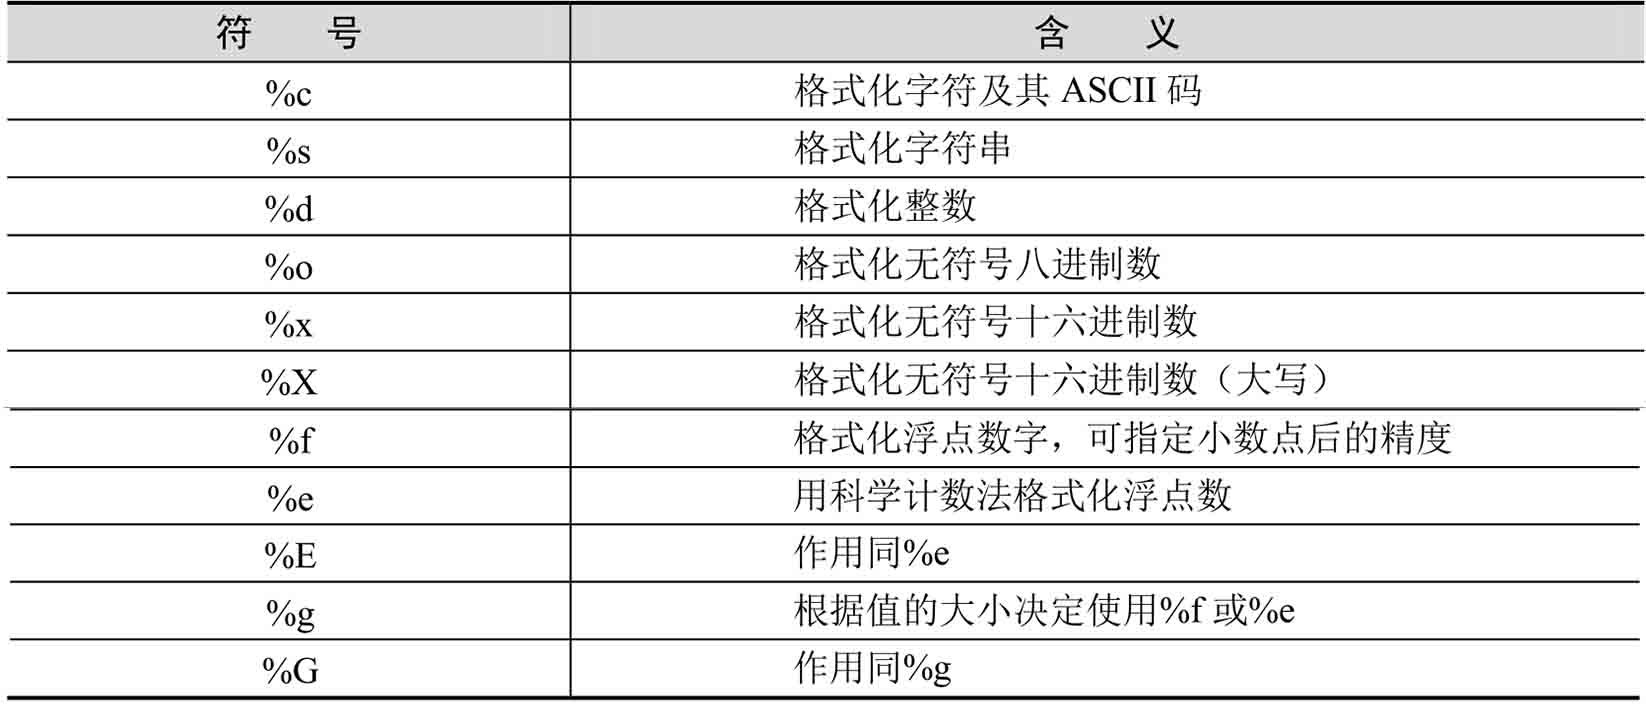 符 号 含 义
%c 格式化字符及其 ASCII 码
%s 格式化字符串
%d 格式化整数
%o 格式化无符号八进制数
%x 格式化无符号十六进制数
%X 格式化无符号十六进制数（大写）
%f 格式化浮点数字，可指定小数点后的精度
%e 用科学计数法格式化浮点数
%E 作用同%e
%g 根据值的大小决定使用%f 或%e
%G 作用同%g